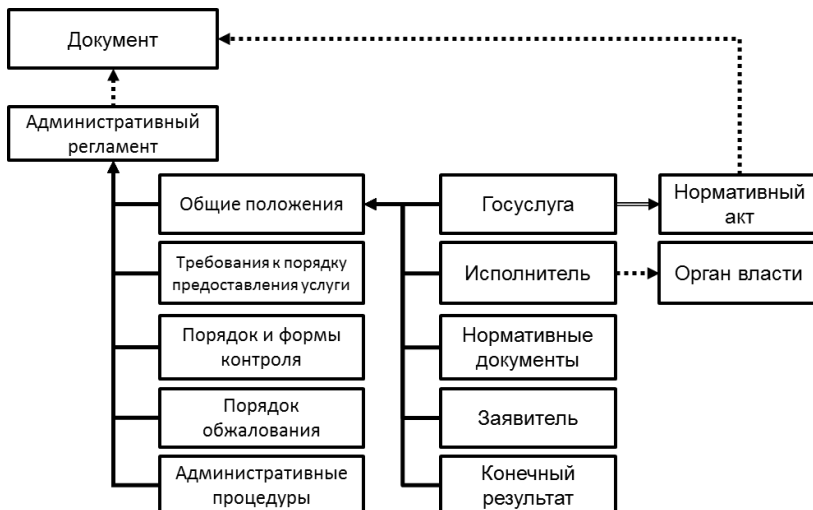 Документ
Административный
регламент
Общие положения
Госуслуга
Нормативный
акт
Требования к порядку
предоставления услуги
Исполнитель
Орган власти
Порядок и формы
контроля
Нормативные
документы
Порядок
обжалования
Заявитель
Административные
процедуры
Конечный
результат